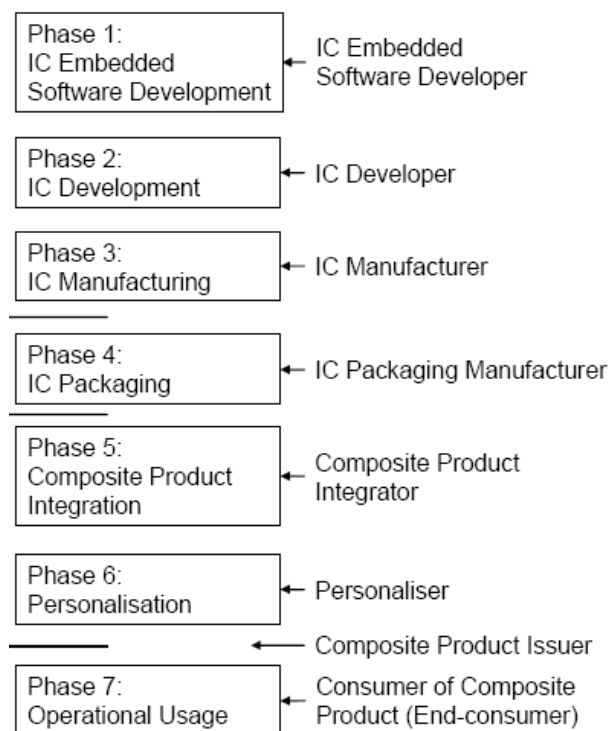 Phase 1:
IC Embedded
Software Development
IC Embedded
Software Developer
Phase 2:
IC Development
IC Developer
Phase 3:
IC Manufacturing
IC Manufacturer
Phase 4:
IC Packaging
IC Packaging Manufacturer
Phase 5:
Composite Product
Integration
Composite Product
Integrator
Phase 6:
Personalisation
Personaliser
Composite Product Issuer
Phase 7:
Operational Usage
Consumer of Composite
Product (End-consumer)